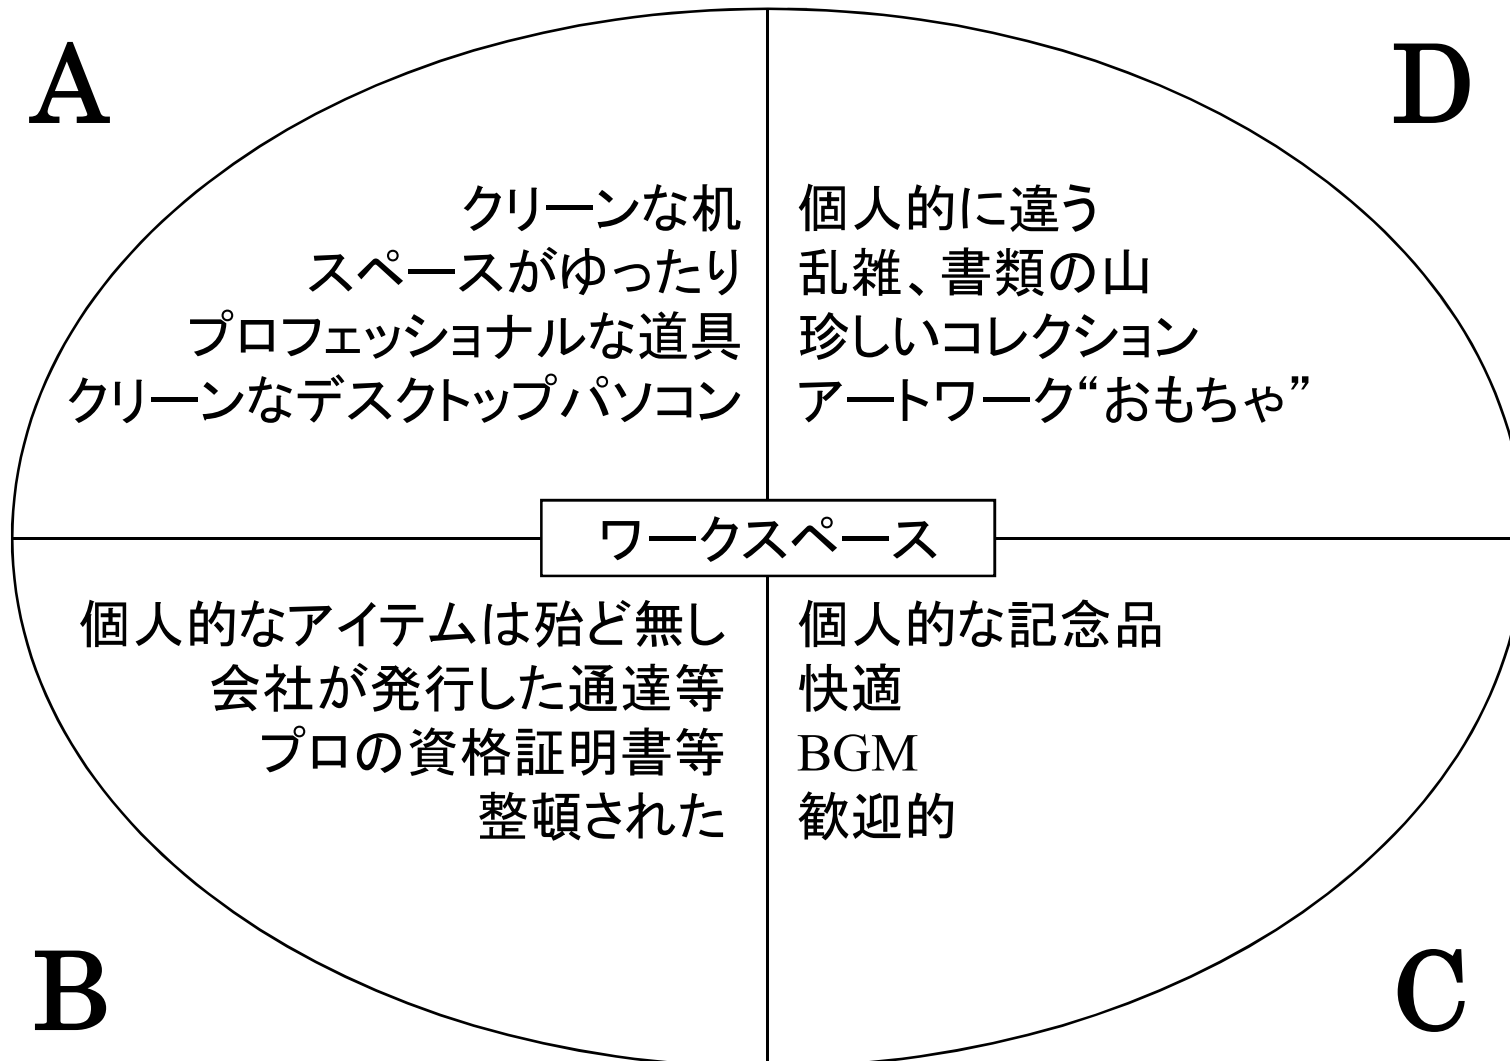 A
クリーンな机
スペースがゆったり
プロフェッショナルな道具
クリーンなデスクトップパソコン
D
個人的に違う
乱雑、書類の山
珍しいコレクション
アートワーク“おもちゃ”
ワークスペース
個人的なアイテムは殆ど無し
会社が発行した通達等
プロの資格証明書等
整頓された
B
個人的な記念品
快適
BGM
歓迎的
C